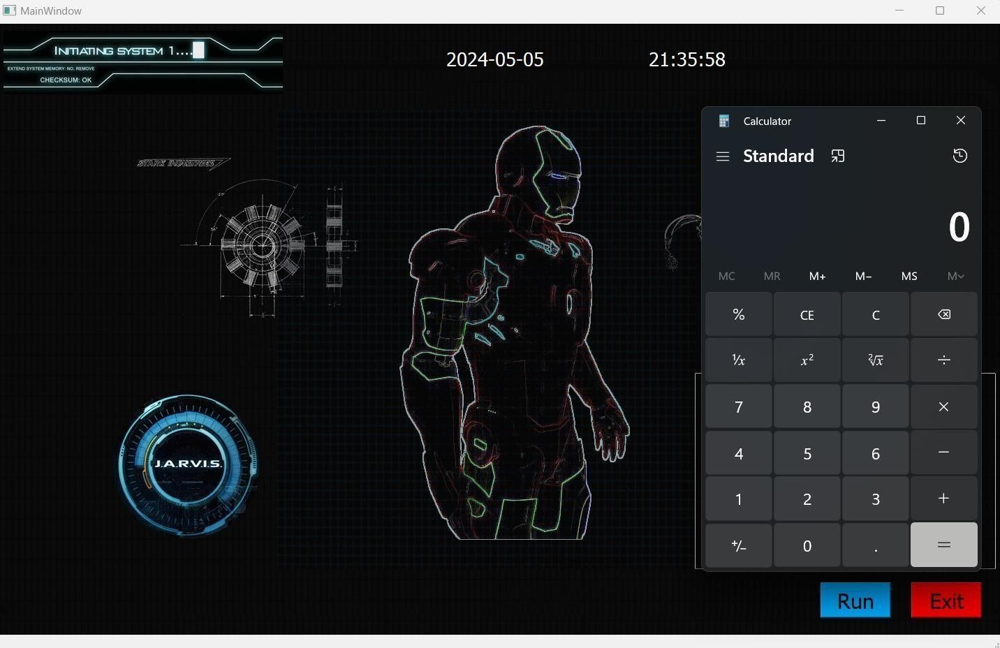 MainWindow
INITIATING SYSTEM 1....
EXTEND SYSTEM MEMORY: NO, REMOVE
CHECKSUM: OK
2024-05-05
21:35:58
STARK INDUSTRIES
J.A.R.V.I.S.
Calculator
Standard
0
MC MR M+ M− MS M
% CE C
¹/x x² ²√x ÷
7 8 9 ×
4 5 6 −
1 2 3 +
+/− 0 . =
Run Exit